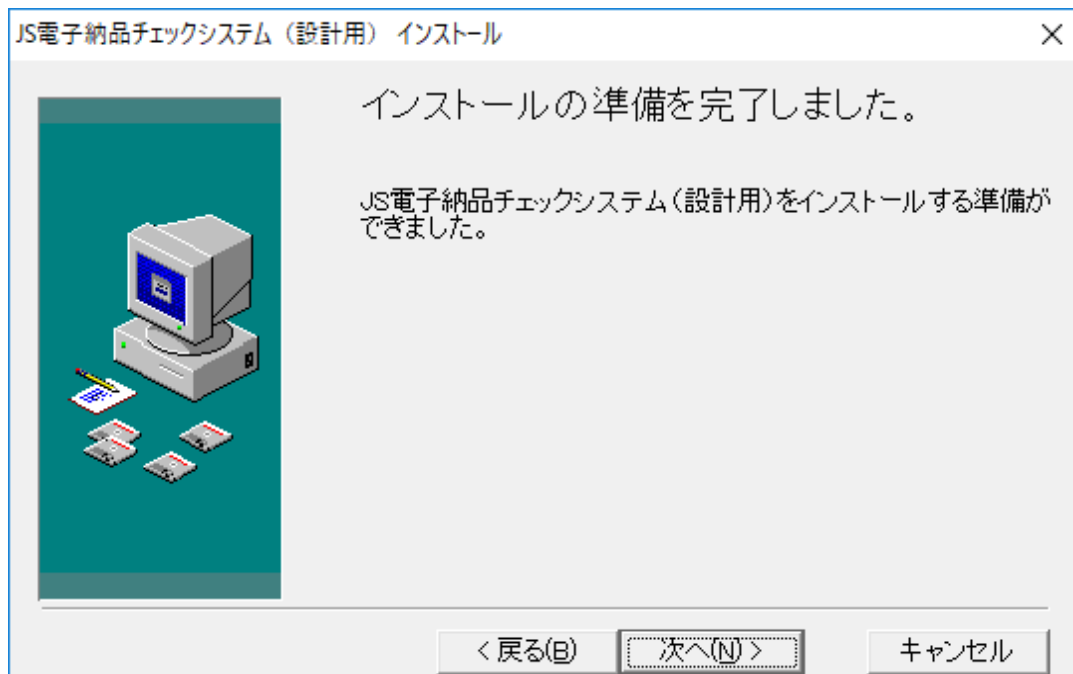 JS電子納品チェックシステム（設計用） インストール
インストールの準備を完了しました。
JS電子納品チェックシステム(設計用)をインストールする準備が
できました。
< 戻る(B)
次へ(N) >
キャンセル